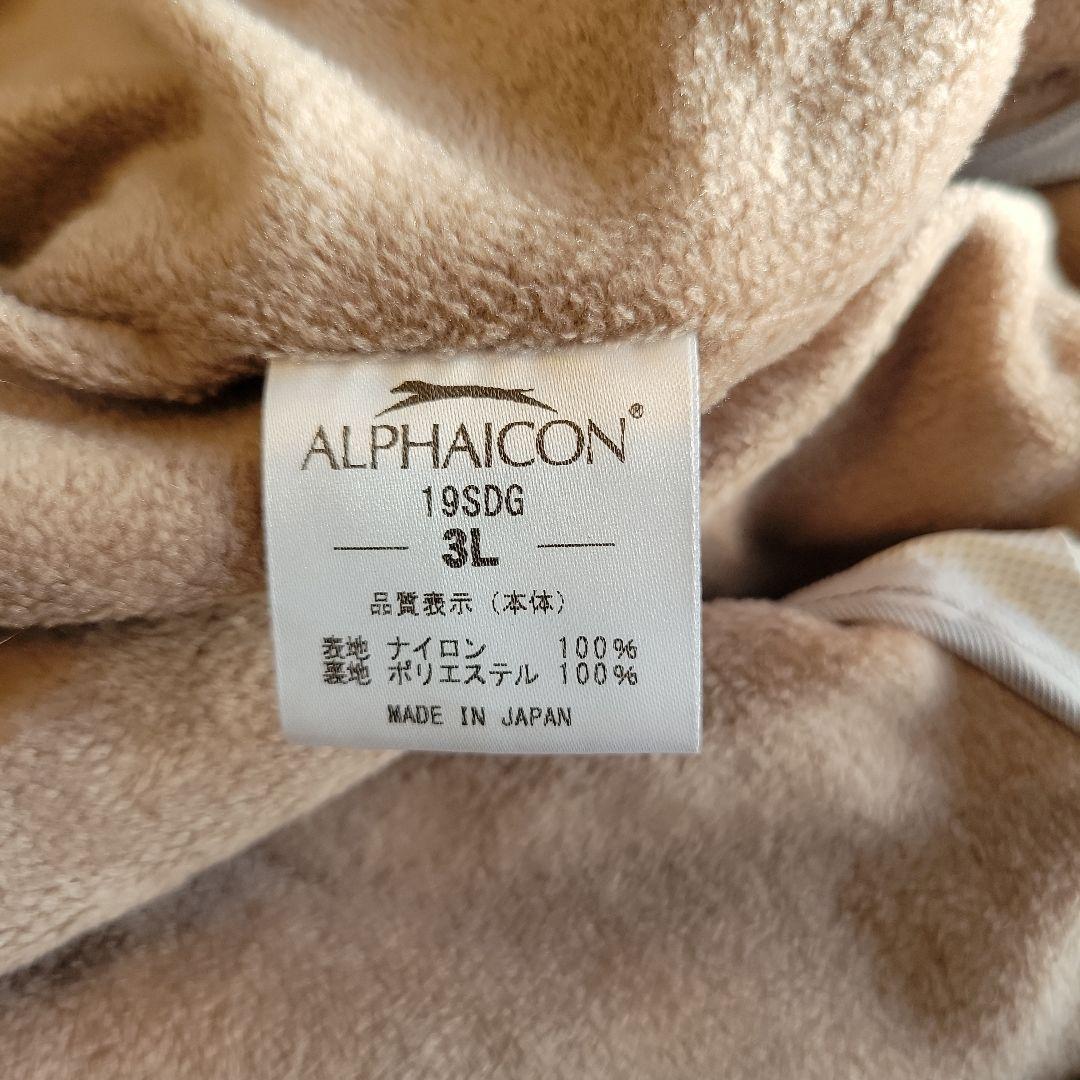 ALPHAICON®
19SDG
3L
品質表示（本体）
表地 ナイロン 100%
裏地 ポリエステル 100%
MADE IN JAPAN